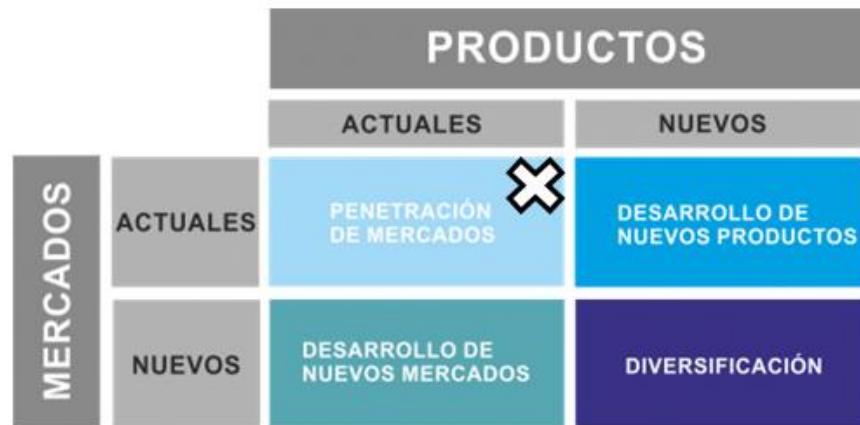 PRODUCTOS
ACTUALES
NUEVOS
MERCADOS
ACTUALES
PENETRACIÓN
DE MERCADOS
DESARROLLO DE
NUEVOS PRODUCTOS
NUEVOS
DESARROLLO DE
NUEVOS MERCADOS
DIVERSIFICACIÓN